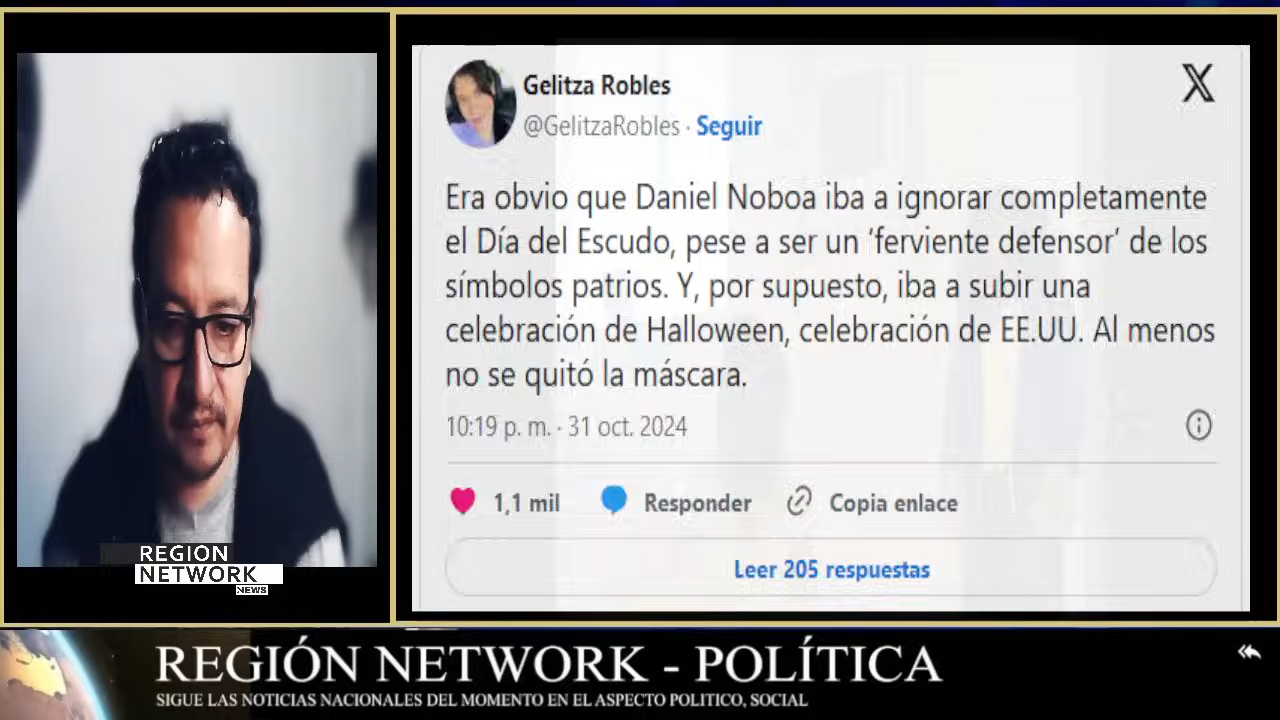 Gelitza Robles
@GelitzaRobles · Seguir
Era obvio que Daniel Noboa iba a ignorar completamente
el Día del Escudo, pese a ser un ‘ferviente defensor’ de los
símbolos patrios. Y, por supuesto, iba a subir una
celebración de Halloween, celebración de EE.UU. Al menos
no se quitó la máscara.
10:19 p. m. · 31 oct. 2024
1,1 mil Responder Copia enlace
Leer 205 respuestas
REGION
NETWORK
NEWS
REGIÓN NETWORK - POLÍTICA
SIGUE LAS NOTICIAS NACIONALES DEL MOMENTO EN EL ASPECTO POLITICO, SOCIAL